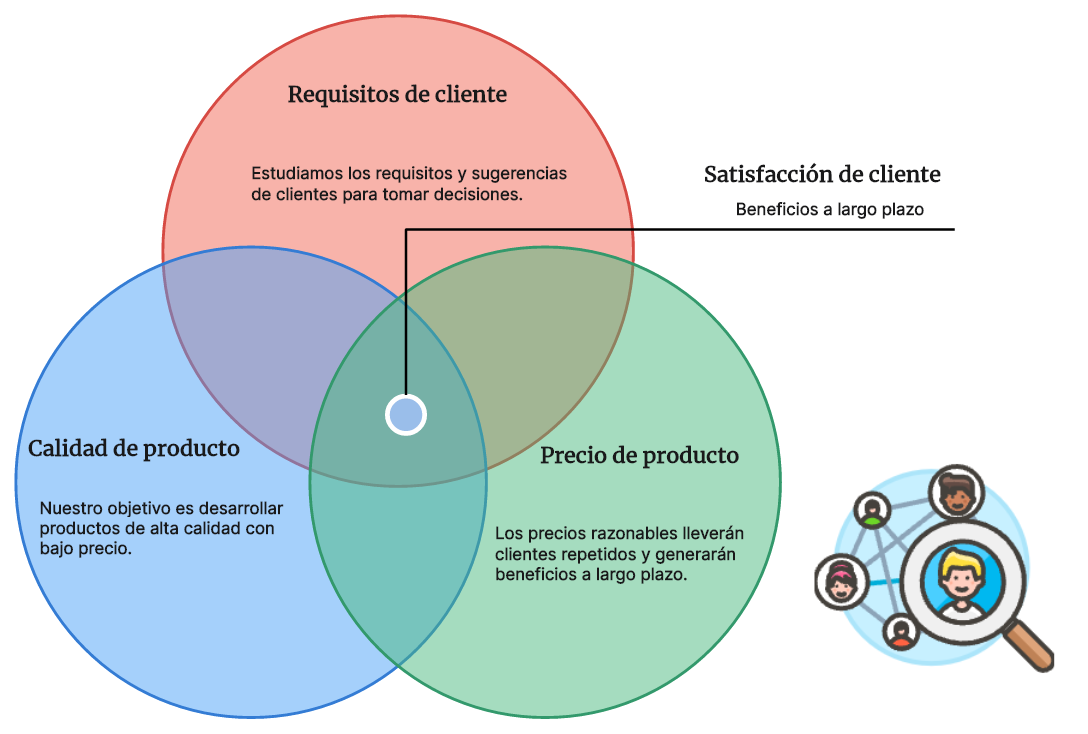 Requisitos de cliente
Estudiamos los requisitos y sugerencias
de clientes para tomar decisiones.
Satisfacción de cliente
Beneficios a largo plazo
Calidad de producto
Nuestro objetivo es desarrollar
productos de alta calidad con
bajo precio.
Precio de producto
Los precios razonables lleverán
clientes repetidos y generarán
beneficios a largo plazo.